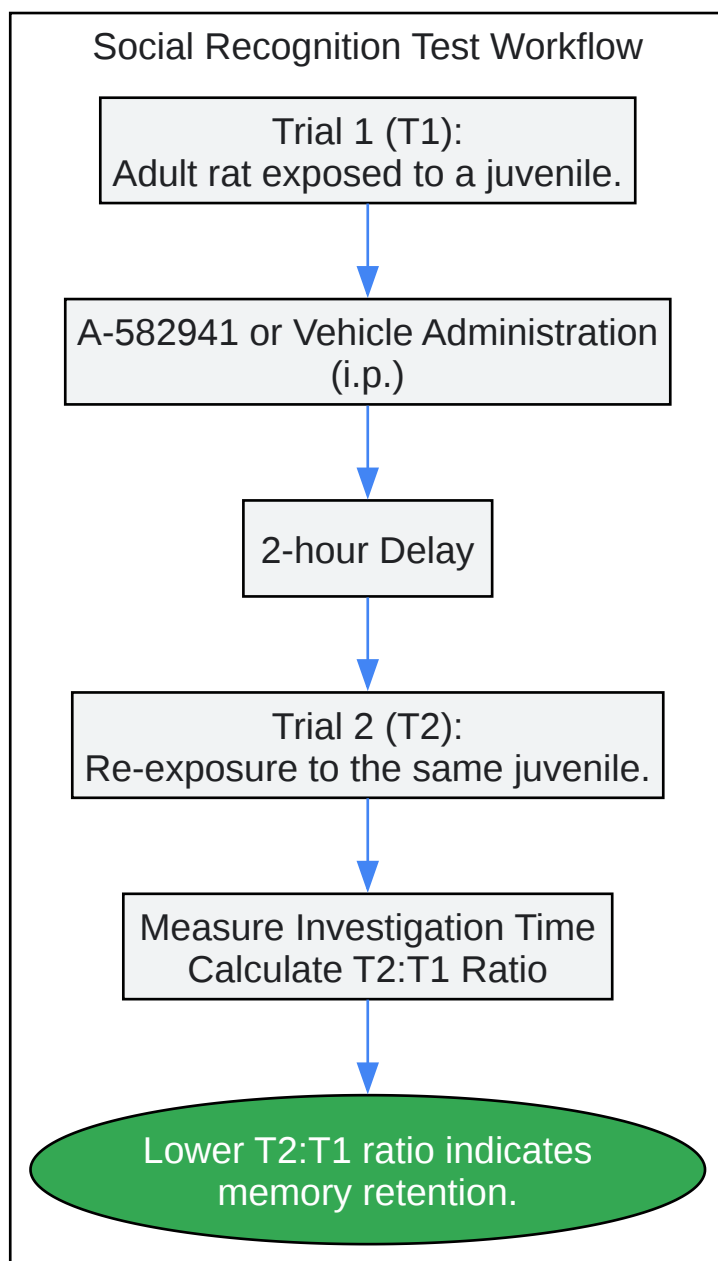 Social Recognition Test Workflow
Trial 1 (T1):
Adult rat exposed to a juvenile.
A-582941 or Vehicle Administration
(i.p.)
2-hour Delay
Trial 2 (T2):
Re-exposure to the same juvenile.
Measure Investigation Time
Calculate T2:T1 Ratio
Lower T2:T1 ratio indicates
memory retention.